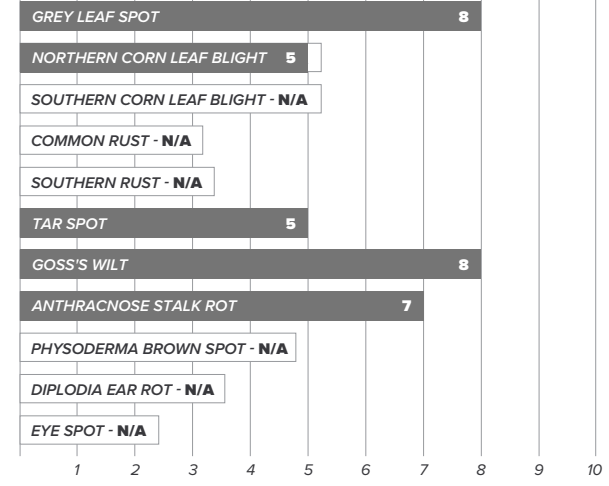 GREY LEAF SPOT 8
NORTHERN CORN LEAF BLIGHT 5
SOUTHERN CORN LEAF BLIGHT - N/A
COMMON RUST - N/A
SOUTHERN RUST - N/A
TAR SPOT 5
GOSS'S WILT 8
ANTHRACNOSE STALK ROT 7
PHYSODERMA BROWN SPOT - N/A
DIPLODIA EAR ROT - N/A
EYE SPOT - N/A
1 2 3 4 5 6 7 8 9 10